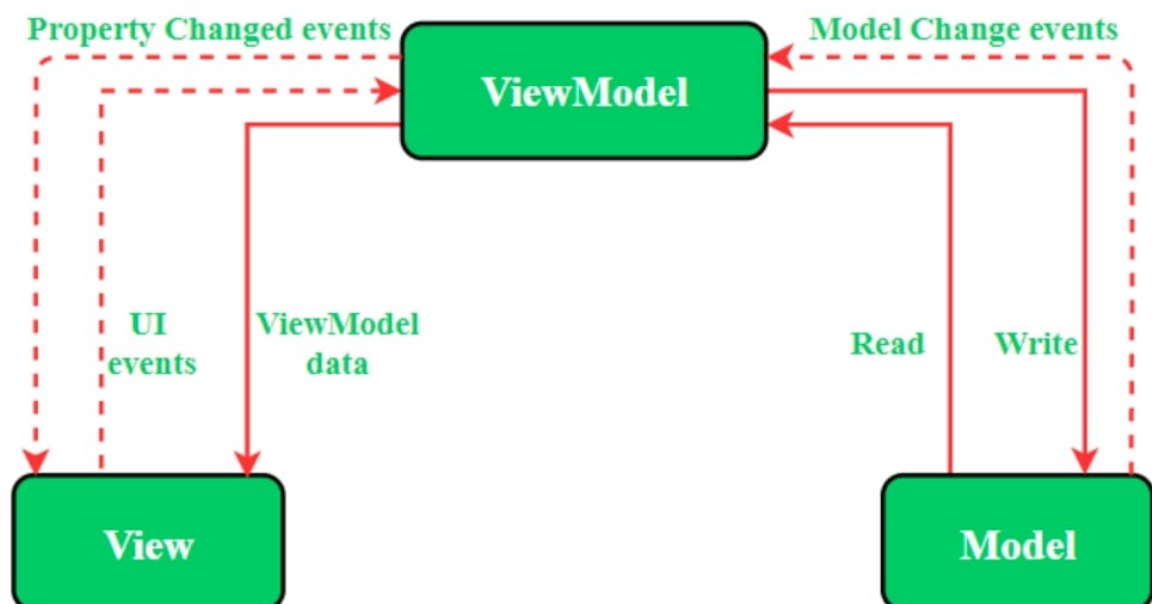 Property Changed events
ViewModel
Model Change events
UI
events
ViewModel
data
Read
Write
View
Model